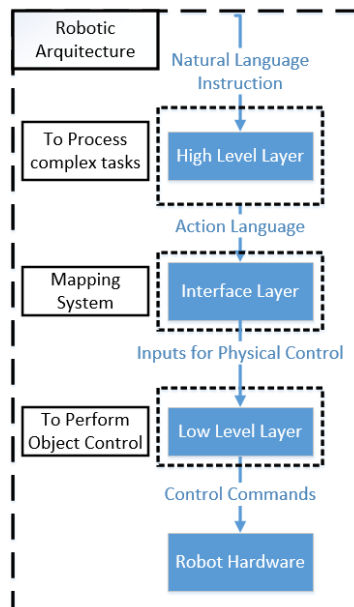 Robotic
Arquitecture
Natural Language
Instruction
To Process
complex tasks
High Level Layer
Action Language
Mapping
System
Interface Layer
Inputs for Physical Control
To Perform
Object Control
Low Level Layer
Control Commands
Robot Hardware